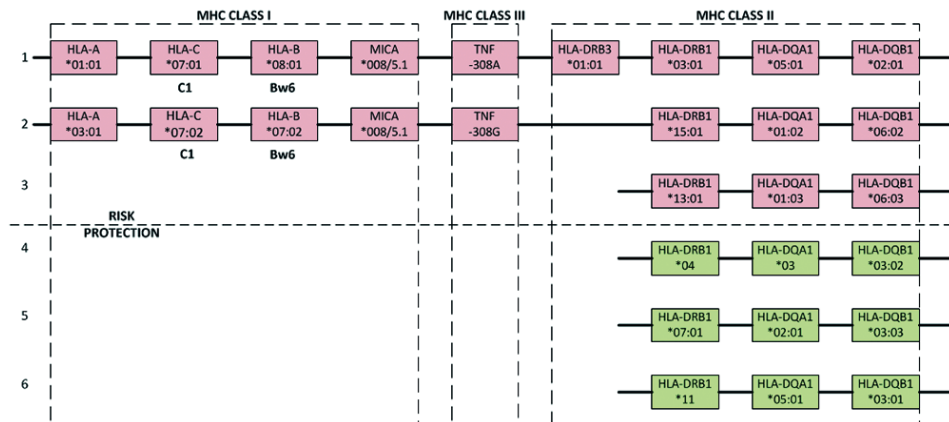 MHC CLASS I MHC CLASS III MHC CLASS II
1
HLA-A HLA-C HLA-B MICA TNF HLA-DRB3 HLA-DRB1 HLA-DQA1 HLA-DQB1
*01:01 *07:01 *08:01 *008/5.1 -308A *01:01 *03:01 *05:01 *02:01
C1 Bw6
2
HLA-A HLA-C HLA-B MICA TNF HLA-DRB1 HLA-DQA1 HLA-DQB1
*03:01 *07:02 *07:02 *008/5.1 -308G *15:01 *01:02 *06:02
C1 Bw6
3
HLA-DRB1 HLA-DQA1 HLA-DQB1
*13:01 *01:03 *06:03
RISK
PROTECTION
4
HLA-DRB1 HLA-DQA1 HLA-DQB1
*04 *03 *03:02
5
HLA-DRB1 HLA-DQA1 HLA-DQB1
*07:01 *02:01 *03:03
6
HLA-DRB1 HLA-DQA1 HLA-DQB1
*11 *05:01 *03:01